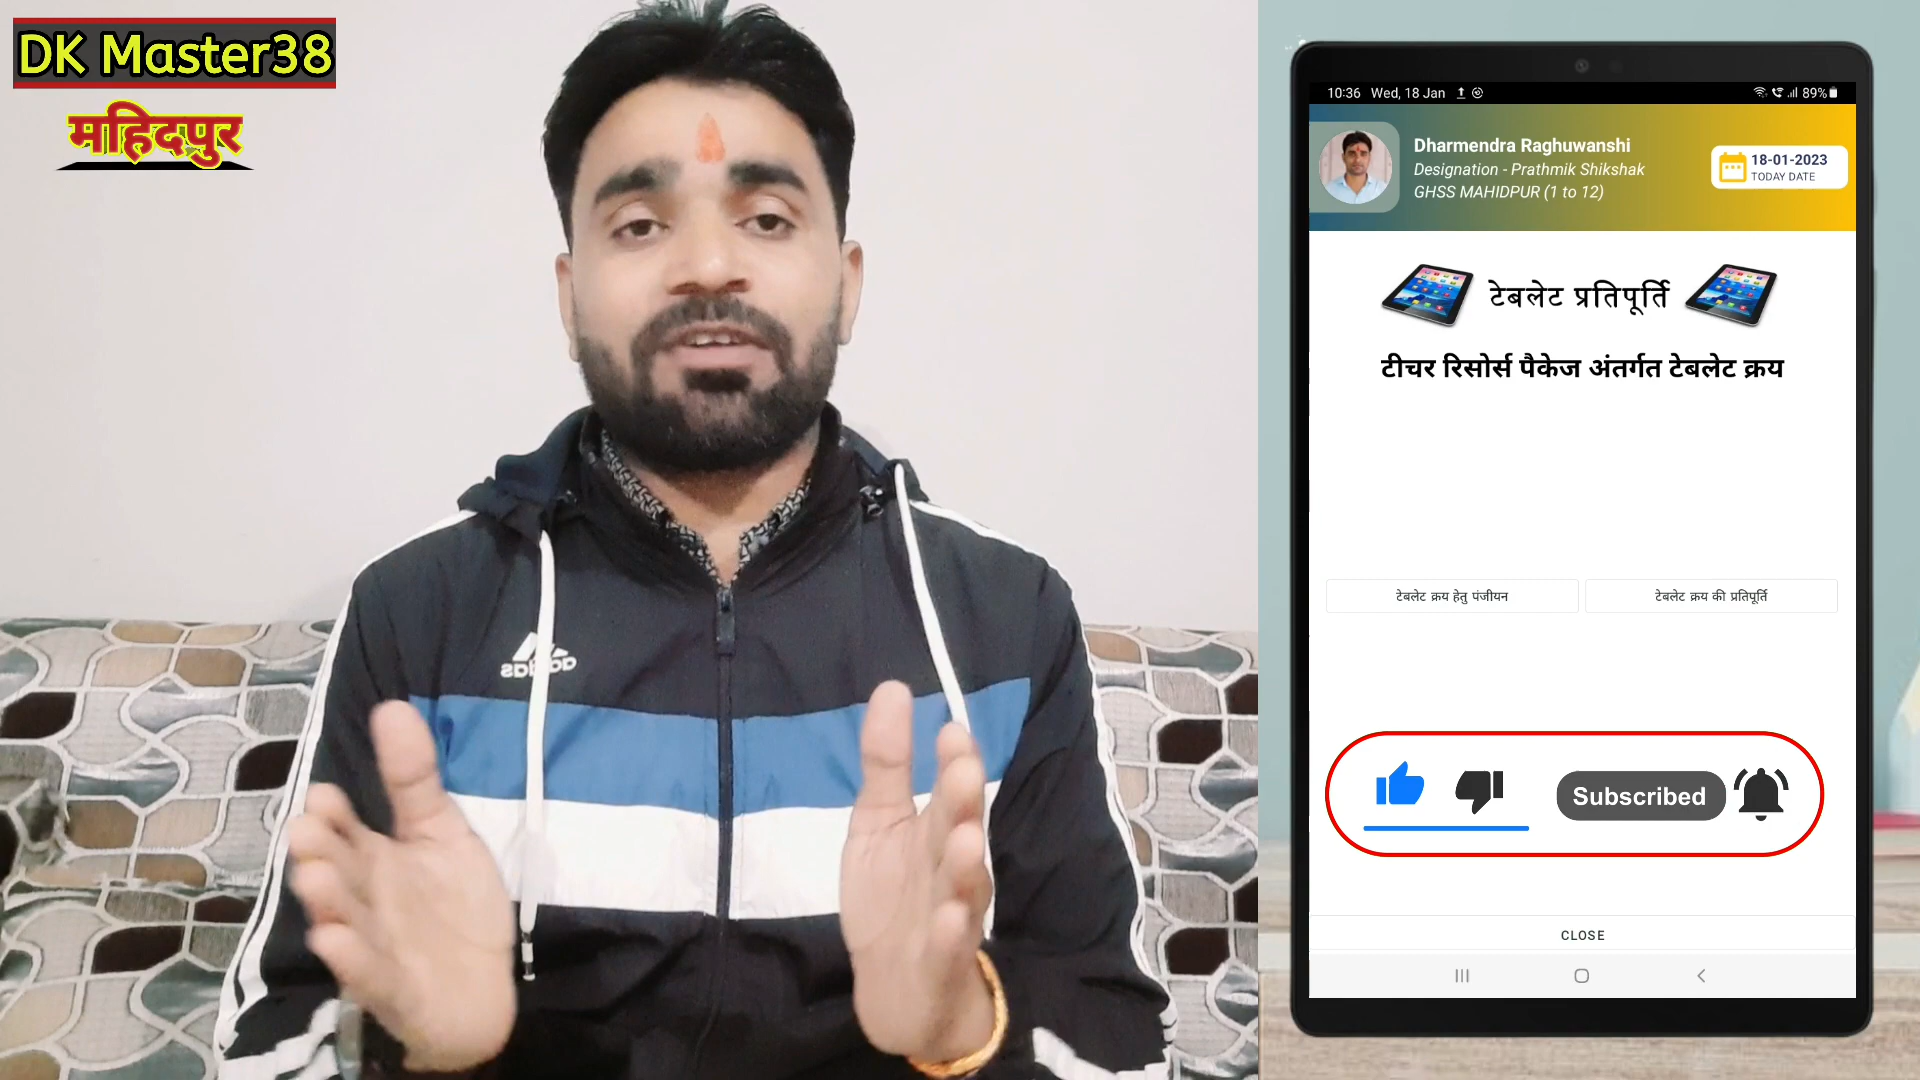 DK Master38
महिदपुर
adidas
10:36 Wed, 18 Jan
89%
Dharmendra Raghuwanshi
Designation - Prathmik Shikshak
GHSS MAHIDPUR (1 to 12)
18-01-2023
TODAY DATE
टेबलेट प्रतिपूर्ति
टीचर रिसोर्स पैकेज अंतर्गत टेबलेट क्रय
टेबलेट क्रय हेतु पंजीयन
टेबलेट क्रय की प्रतिपूर्ति
Subscribed
CLOSE